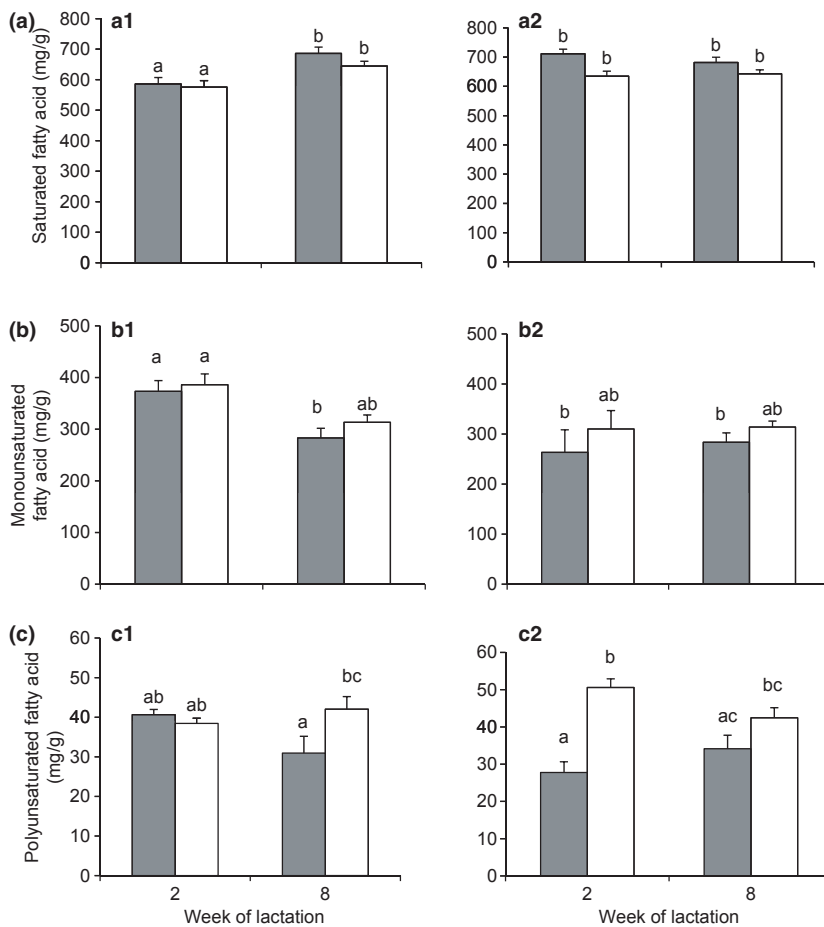 (a) a1
Saturated fatty acid (mg/g)
800
700
600
500
400
300
200
100
0
a a b b
a2
800
700
600
500
400
300
200
100
0
b b b b
(b) b1
Monounsaturated
fatty acid (mg/g)
500
400
300
200
100
0
a a b ab
b2
500
400
300
200
100
0
b ab b ab
(c) c1
Polyunsaturated fatty acid
(mg/g)
60
50
40
30
20
10
0
ab ab a bc
2 8
Week of lactation
c2
60
50
40
30
20
10
0
a b ac bc
2 8
Week of lactation